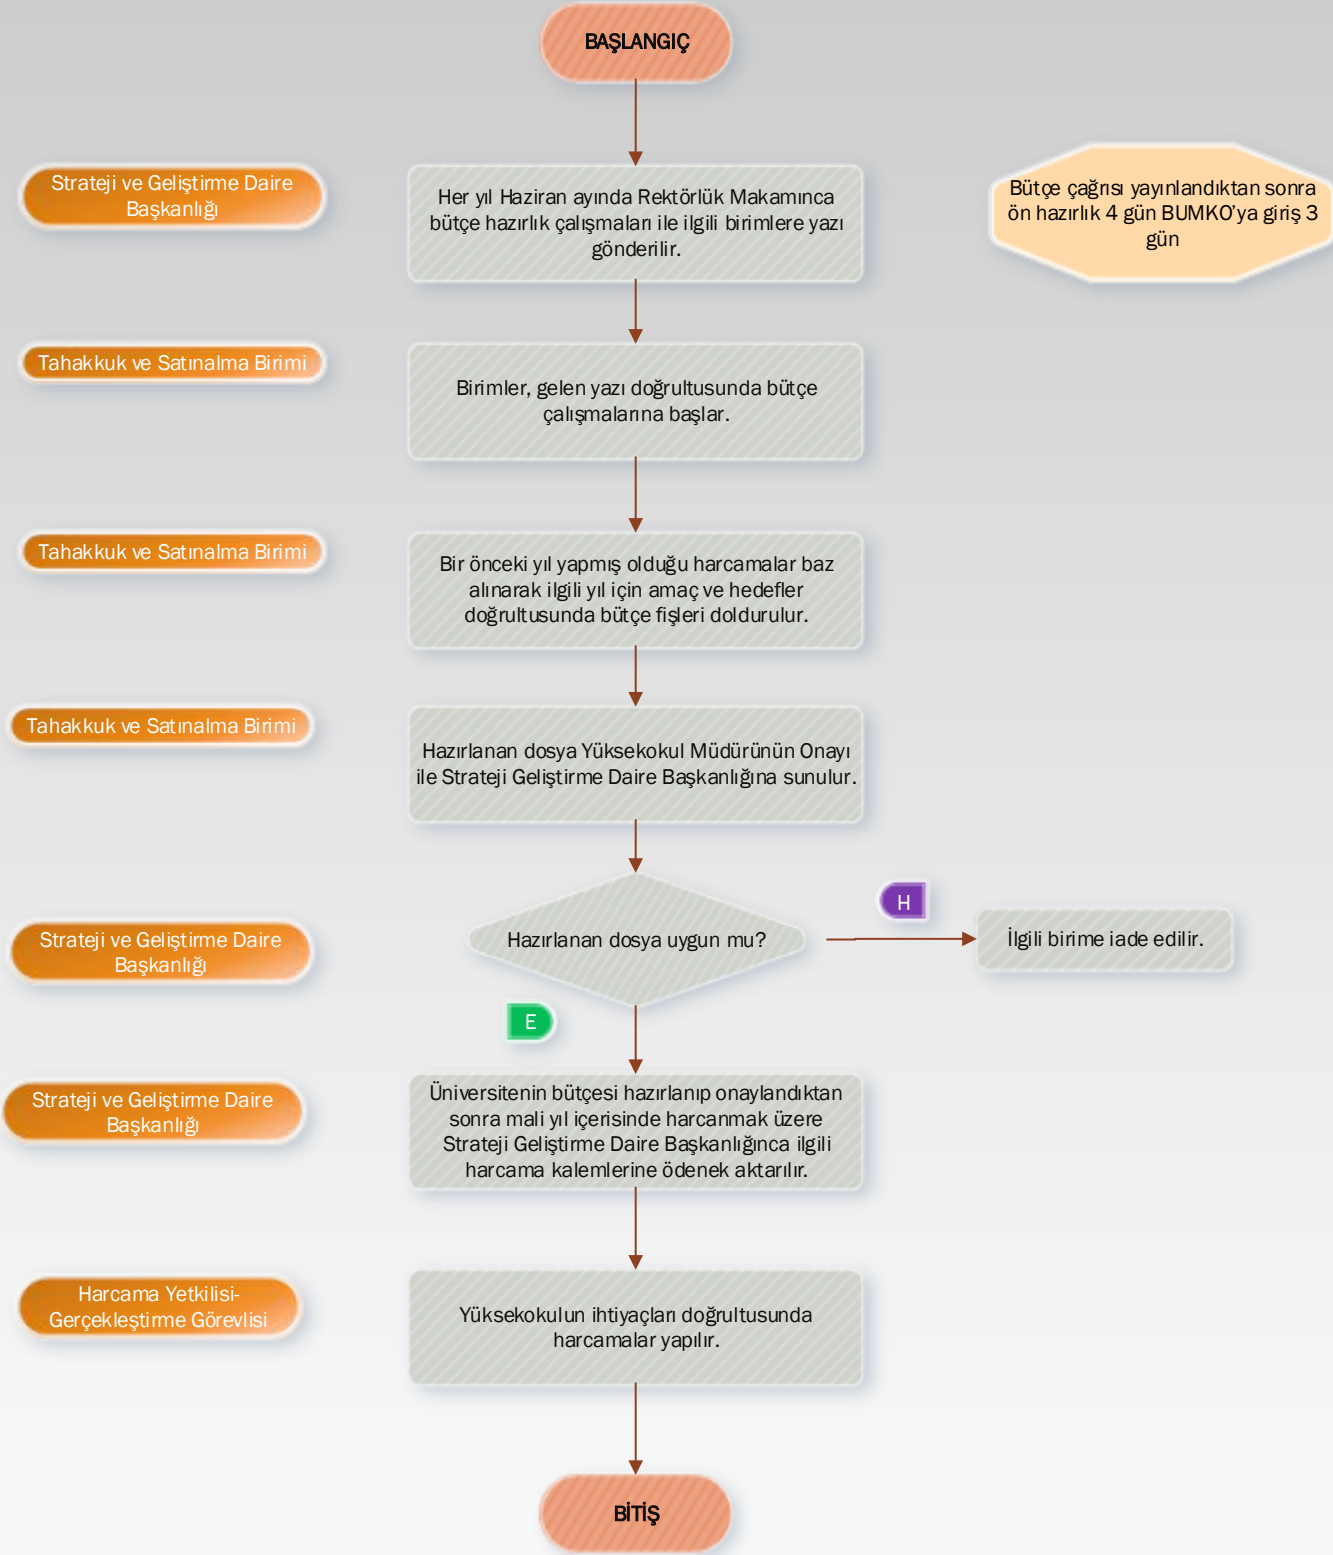 BAŞLANGIÇ
Strateji ve Geliştirme Daire
Başkanlığı
Her yıl Haziran ayında Rektörlük Makamınca
bütçe hazırlık çalışmaları ile ilgili birimlere yazı
gönderilir.
Bütçe çağrısı yayınlandıktan sonra
ön hazırlık 4 gün BUMKO’ya giriş 3
gün
Tahakkuk ve Satınalma Birimi
Birimler, gelen yazı doğrultusunda bütçe
çalışmalarına başlar.
Tahakkuk ve Satınalma Birimi
Bir önceki yıl yapmış olduğu harcamalar baz
alınarak ilgili yıl için amaç ve hedefler
doğrultusunda bütçe fişleri doldurulur.
Tahakkuk ve Satınalma Birimi
Hazırlanan dosya Yüksekokul Müdürünün Onayı
ile Strateji Geliştirme Daire Başkanlığına sunulur.
Strateji ve Geliştirme Daire
Başkanlığı
Hazırlanan dosya uygun mu?
H
İlgili birime iade edilir.
E
Strateji ve Geliştirme Daire
Başkanlığı
Üniversitenin bütçesi hazırlanıp onaylandıktan
sonra mali yıl içerisinde harcanmak üzere
Strateji Geliştirme Daire Başkanlığınca ilgili
harcama kalemlerine ödenek aktarılır.
Harcama Yetkilisi-
Gerçekleştirme Görevlisi
Yüksekokulun ihtiyaçları doğrultusunda
harcamalar yapılır.
BİTİŞ